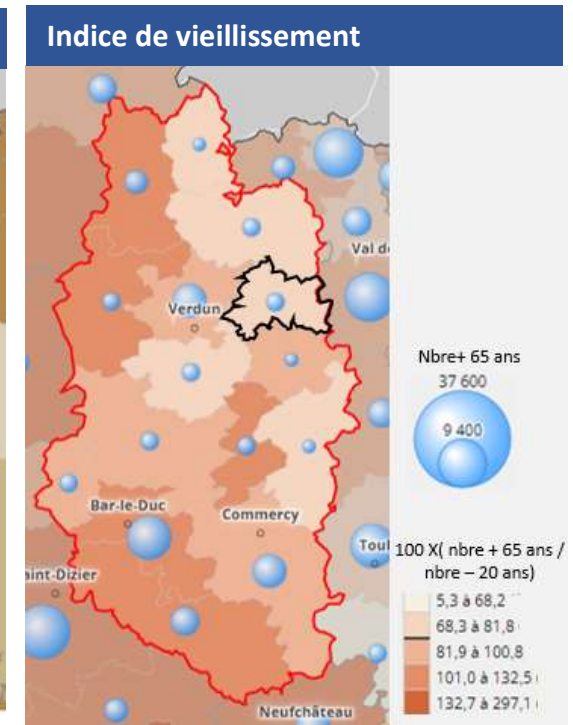 Indice de vieillissement
Val d
Verdun
Nbre+ 65 ans
37 600
9 400
Bar-le-Duc
Commercy
Toul
100 X( nbre + 65 ans /
nbre – 20 ans)
aint-Dizier
5,3 à 68,2
68,3 à 81,8
81,9 à 100,8
101,0 à 132,5
132,7 à 297,1
Neufchâteau